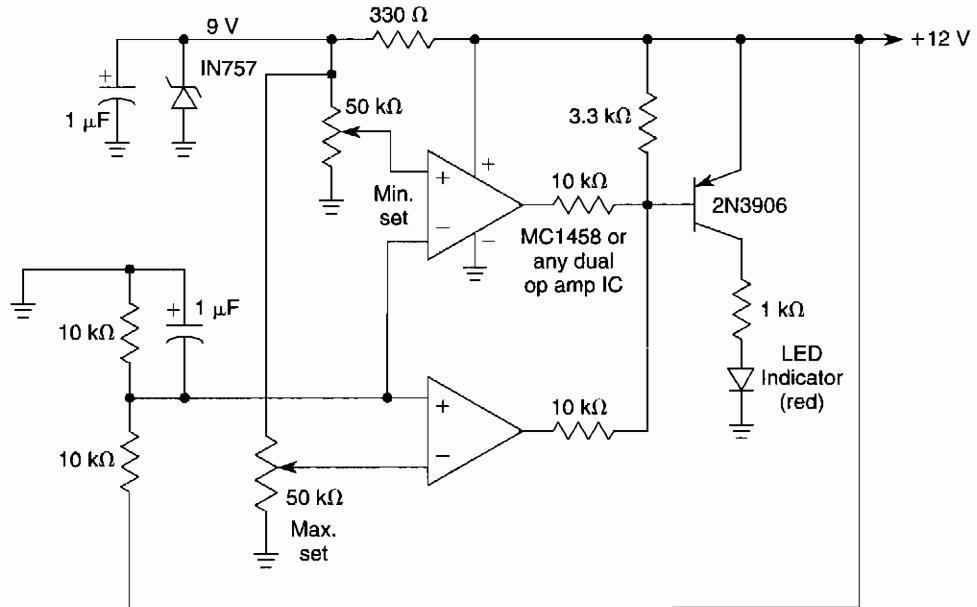 330 Ω
9 V
+12 V
IN757
+
1 μF
50 kΩ
3.3 kΩ
+
+
10 kΩ
2N3906
Min.
set
−
−
MC1458 or
any dual
op amp IC
+
1 μF
10 kΩ
1 kΩ
LED
Indicator
(red)
+
10 kΩ
10 kΩ
−
50 kΩ
Max.
set